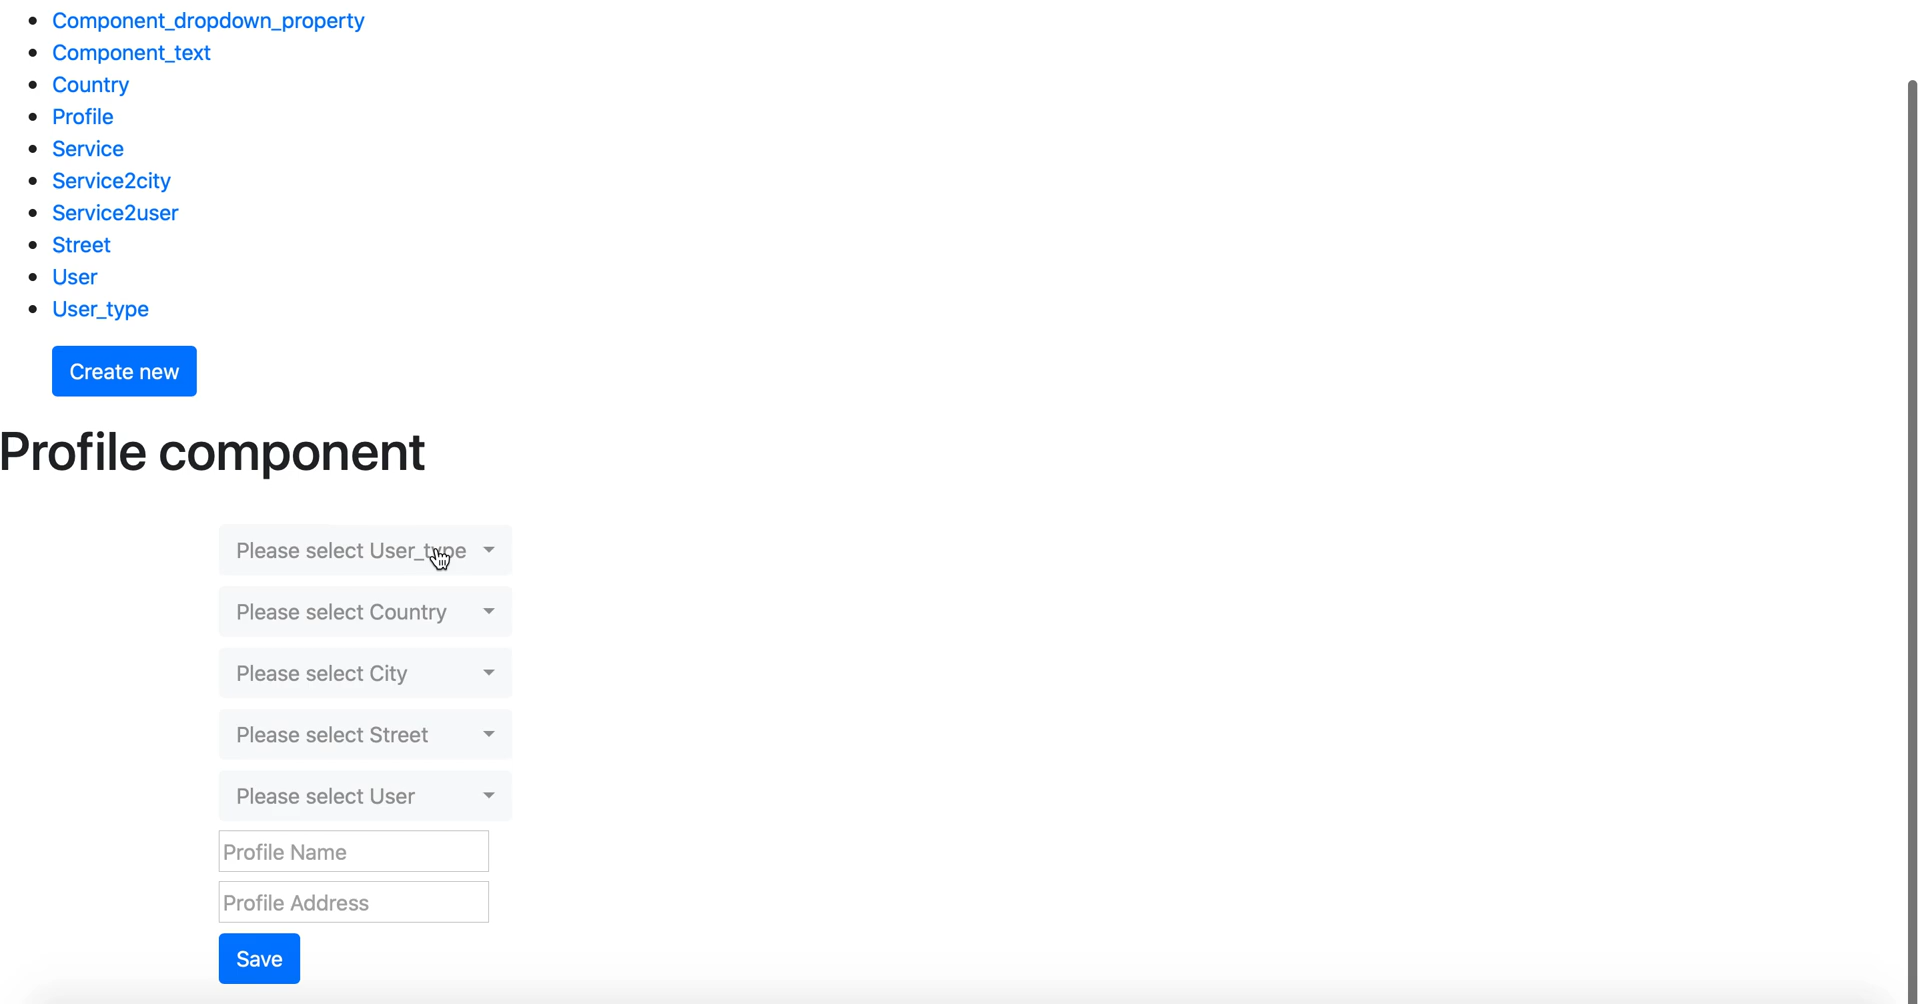 Component_dropdown_property
Component_text
Country
Profile
Service
Service2city
Service2user
Street
User
User_type
Create new
Profile component
Please select User_type
Please select Country
Please select City
Please select Street
Please select User
Profile Name
Profile Address
Save